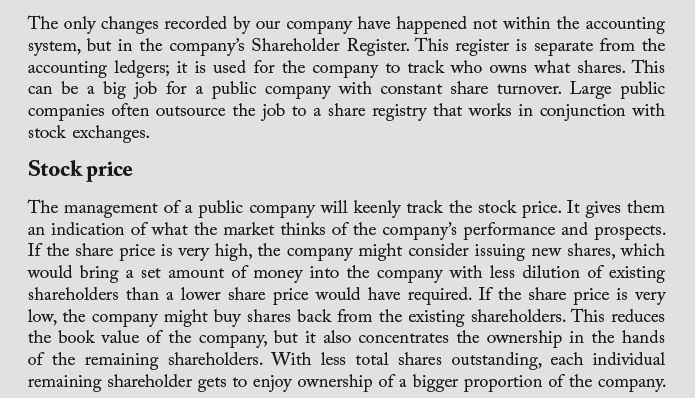 The only changes recorded by our company have happened not within the accounting
system, but in the company’s Shareholder Register. This register is separate from the
accounting ledgers; it is used for the company to track who owns what shares. This
can be a big job for a public company with constant share turnover. Large public
companies often outsource the job to a share registry that works in conjunction with
stock exchanges.
Stock price
The management of a public company will keenly track the stock price. It gives them
an indication of what the market thinks of the company’s performance and prospects.
If the share price is very high, the company might consider issuing new shares, which
would bring a set amount of money into the company with less dilution of existing
shareholders than a lower share price would have required. If the share price is very
low, the company might buy shares back from the existing shareholders. This reduces
the book value of the company, but it also concentrates the ownership in the hands
of the remaining shareholders. With less total shares outstanding, each individual
remaining shareholder gets to enjoy ownership of a bigger proportion of the company.